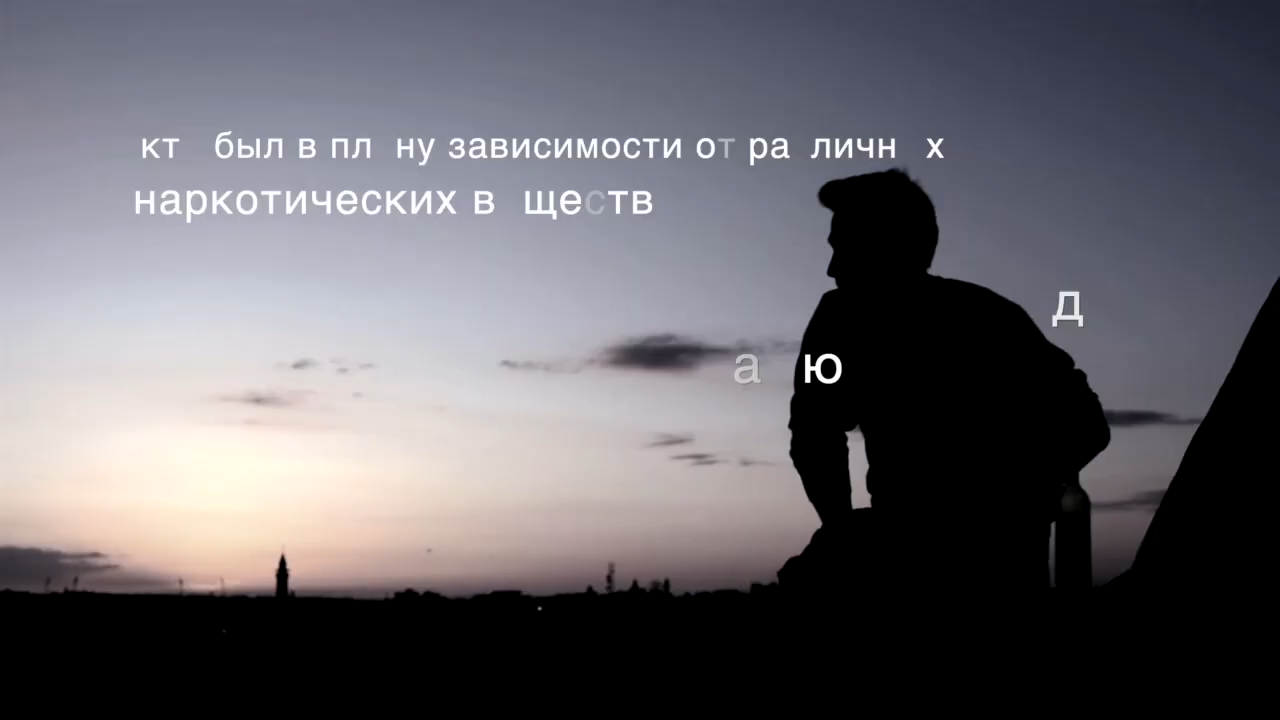 кт был в пл ну зависимости от ра личн х
наркотических в ществ
д
а ю